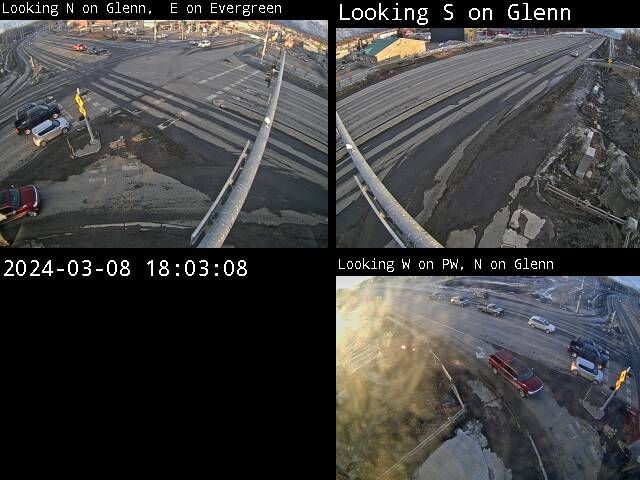 Looking N on Glenn, E on Evergreen
Looking S on Glenn
2024-03-08 18:03:08
Looking W on PW, N on Glenn